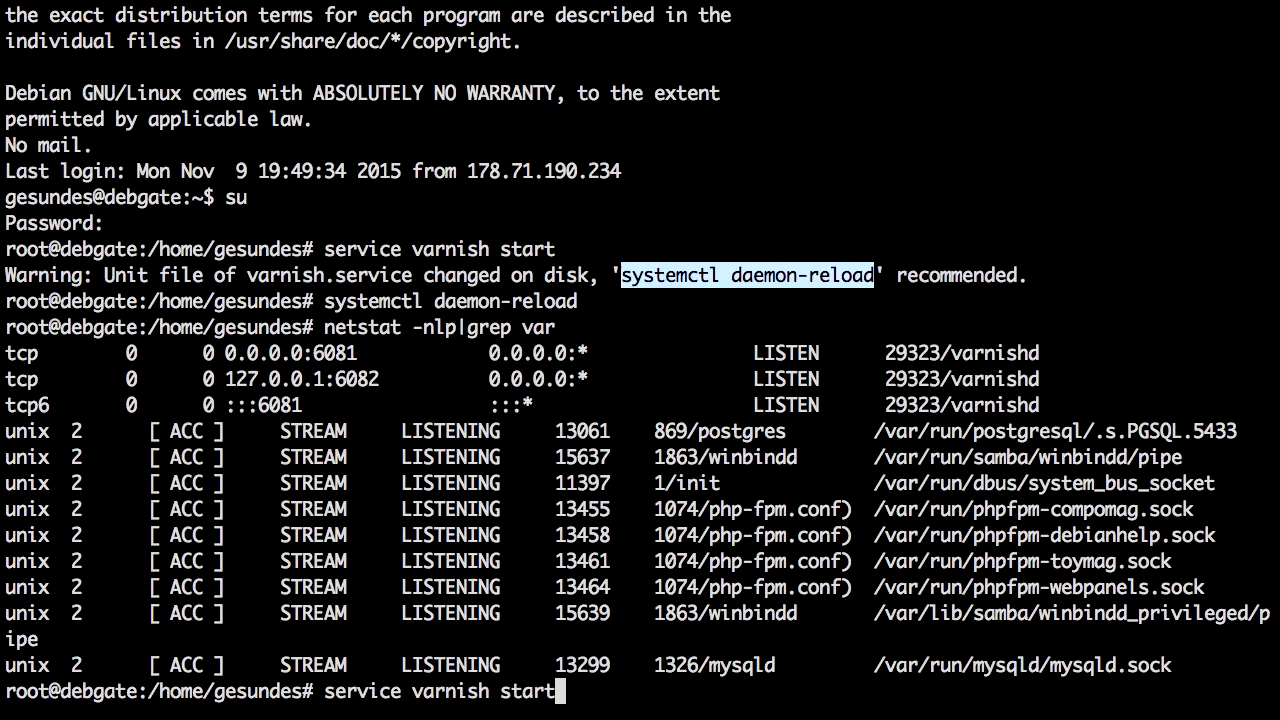 the exact distribution terms for each program are described in the
individual files in /usr/share/doc/*/copyright.
Debian GNU/Linux comes with ABSOLUTELY NO WARRANTY, to the extent
permitted by applicable law.
No mail.
Last login: Mon Nov  9 19:49:34 2015 from 178.71.190.234
gesundes@debgate:~$ su
Password:
root@debgate:/home/gesundes# service varnish start
Warning: Unit file of varnish.service changed on disk, 'systemctl daemon-reload' recommended.
root@debgate:/home/gesundes# systemctl daemon-reload
root@debgate:/home/gesundes# netstat -nlp|grep var
tcp        0      0 0.0.0.0:6081            0.0.0.0:*               LISTEN      29323/varnishd
tcp        0      0 127.0.0.1:6082          0.0.0.0:*               LISTEN      29323/varnishd
tcp6       0      0 :::6081                 :::*                    LISTEN      29323/varnishd
unix  2      [ ACC ]     STREAM     LISTENING     13061    869/postgres        /var/run/postgresql/.s.PGSQL.5433
unix  2      [ ACC ]     STREAM     LISTENING     15637    1863/winbindd       /var/run/samba/winbindd/pipe
unix  2      [ ACC ]     STREAM     LISTENING     11397    1/init              /var/run/dbus/system_bus_socket
unix  2      [ ACC ]     STREAM     LISTENING     13455    1074/php-fpm.conf)  /var/run/phpfpm-compomag.sock
unix  2      [ ACC ]     STREAM     LISTENING     13458    1074/php-fpm.conf)  /var/run/phpfpm-debianhelp.sock
unix  2      [ ACC ]     STREAM     LISTENING     13461    1074/php-fpm.conf)  /var/run/phpfpm-toymag.sock
unix  2      [ ACC ]     STREAM     LISTENING     13464    1074/php-fpm.conf)  /var/run/phpfpm-webpanels.sock
unix  2      [ ACC ]     STREAM     LISTENING     15639    1863/winbindd       /var/lib/samba/winbindd_privileged/p
ipe
unix  2      [ ACC ]     STREAM     LISTENING     13299    1326/mysqld         /var/run/mysqld/mysqld.sock
root@debgate:/home/gesundes# service varnish start